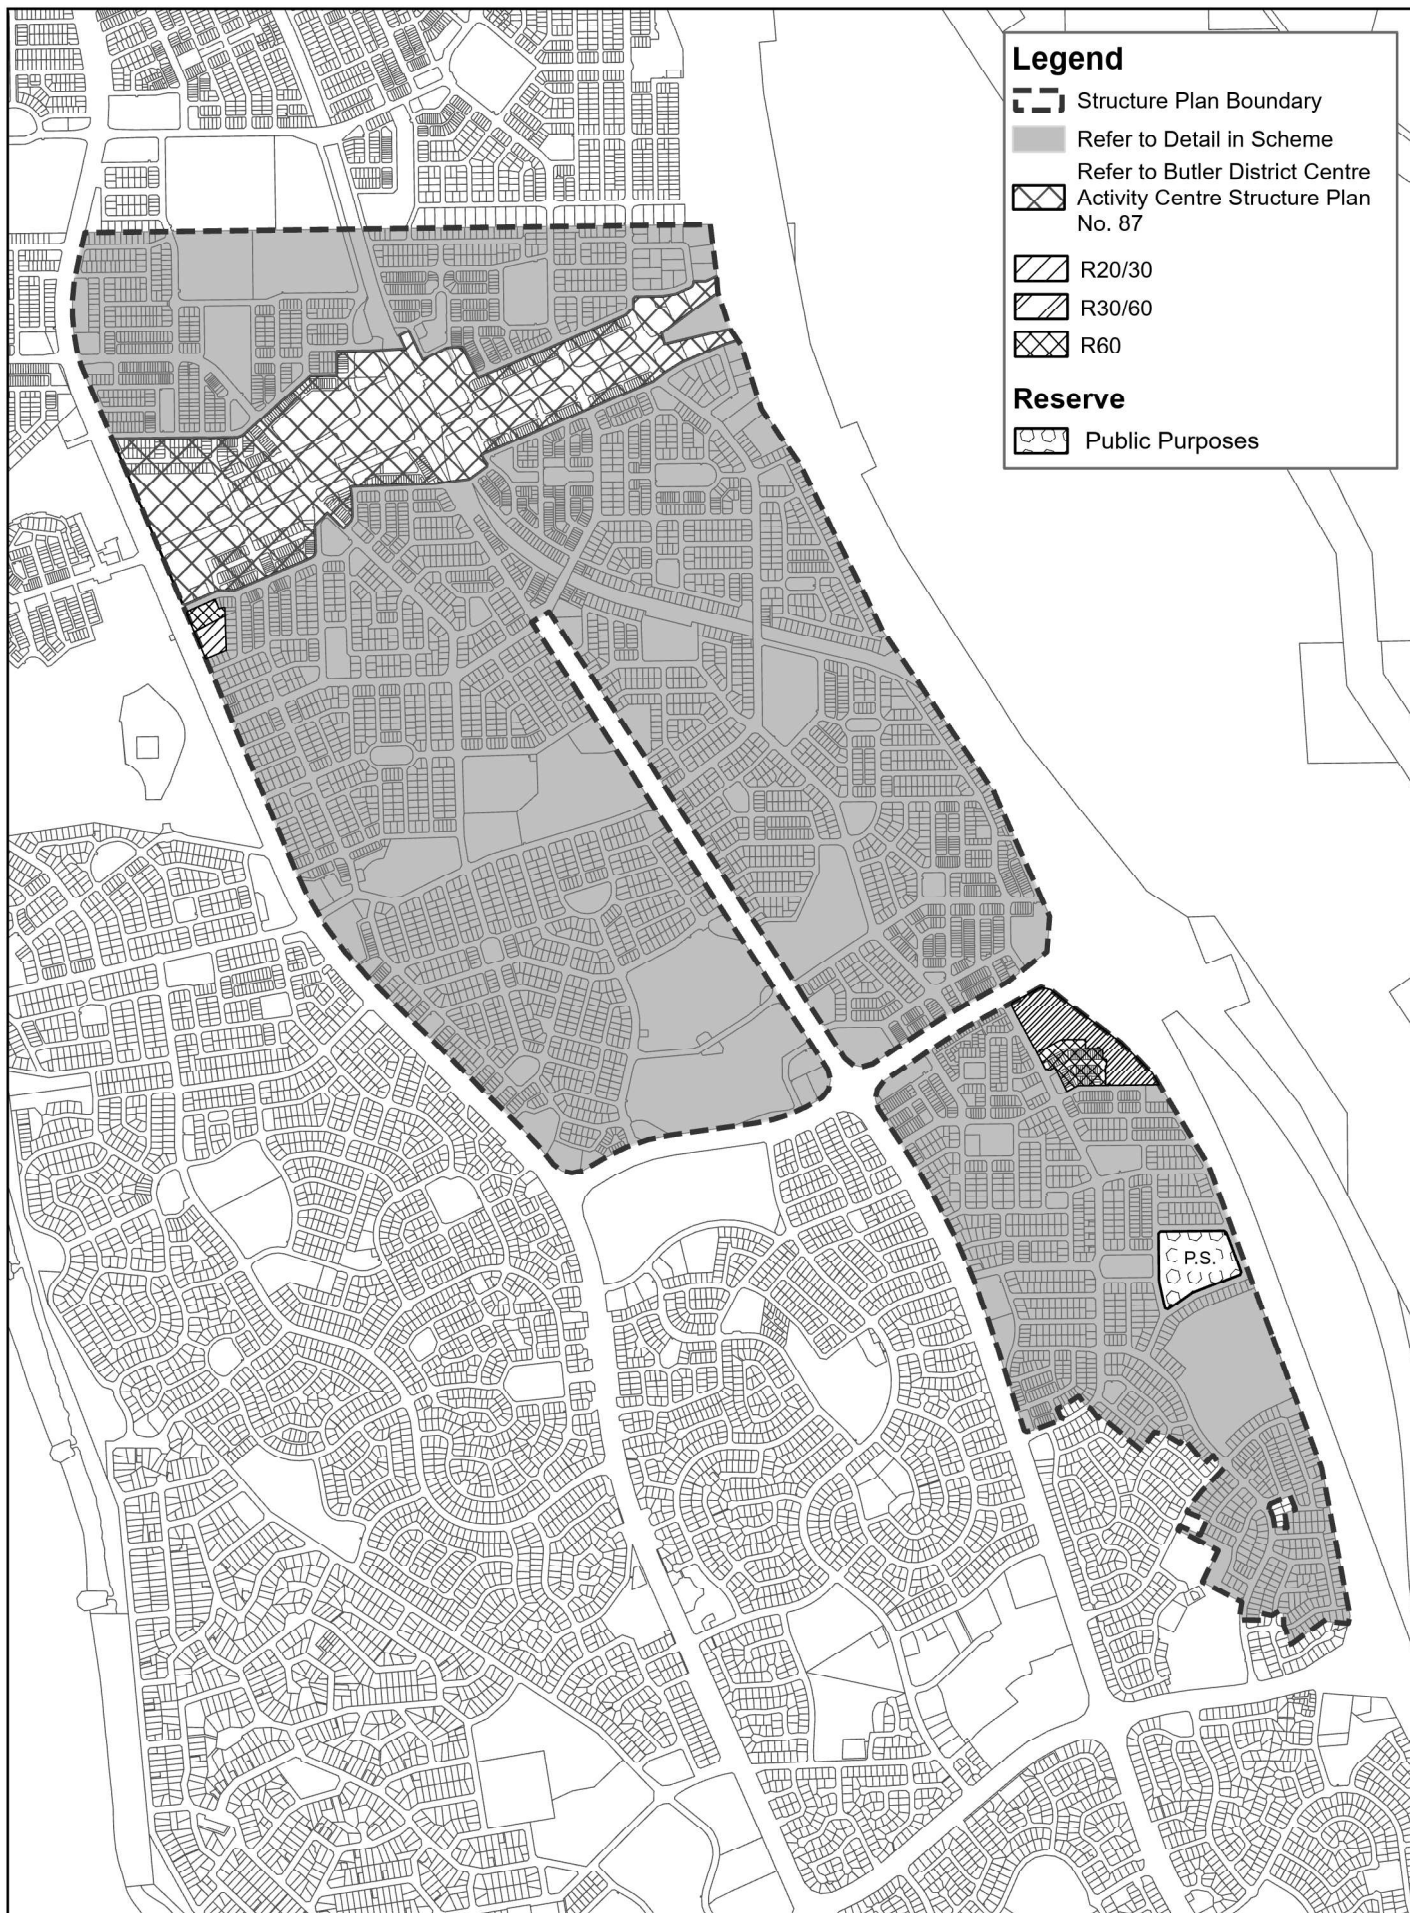 Legend
Structure Plan Boundary
Refer to Detail in Scheme
Refer to Butler District Centre
Activity Centre Structure Plan
No. 87
R20/30
R30/60
R60
Reserve
Public Purposes
P.S.